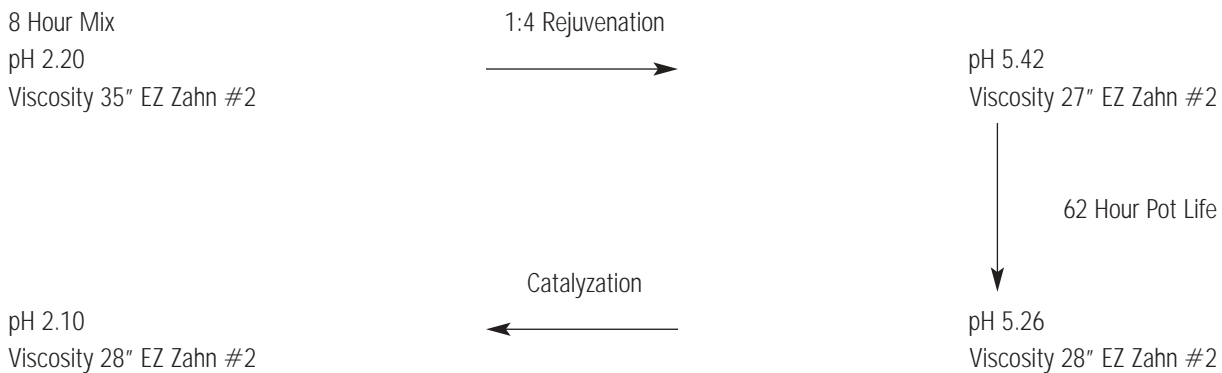 8 Hour Mix
pH 2.20
Viscosity 35" EZ Zahn #2
1:4 Rejuvenation
pH 5.42
Viscosity 27" EZ Zahn #2
62 Hour Pot Life
pH 5.26
Viscosity 28" EZ Zahn #2
Catalyzation
pH 2.10
Viscosity 28" EZ Zahn #2